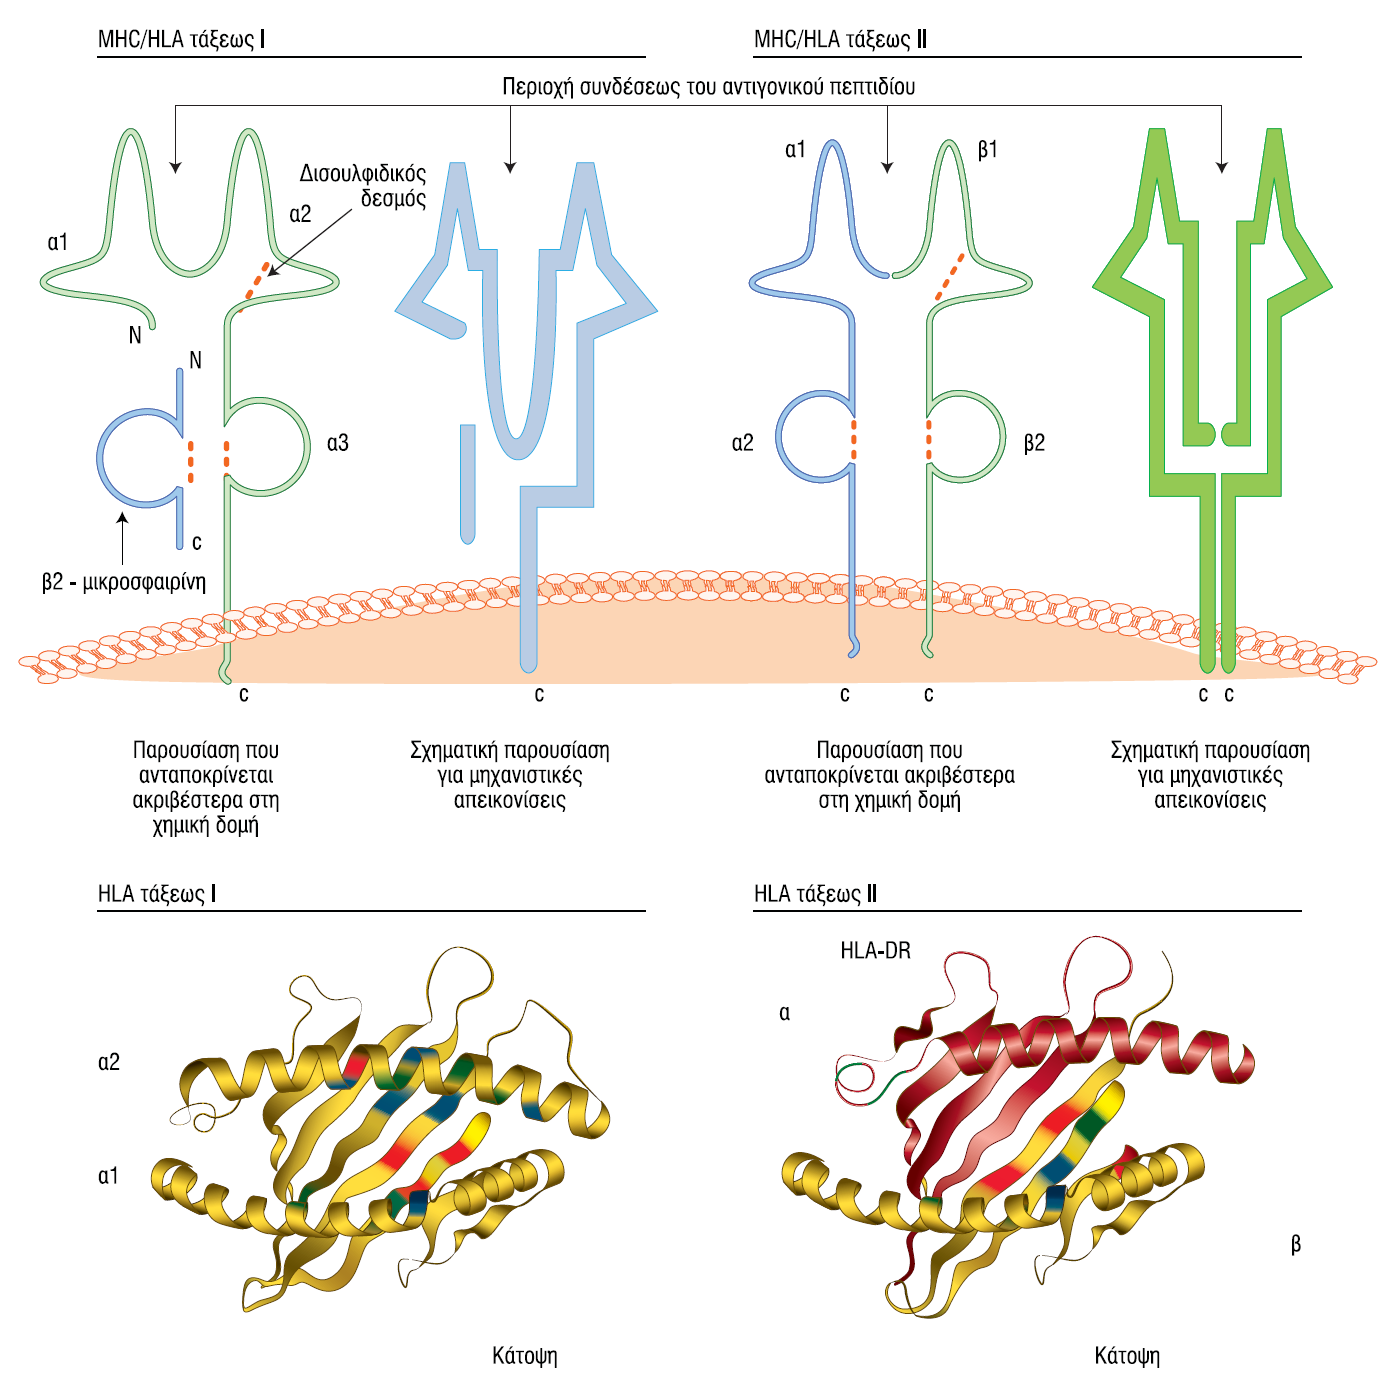 MHC/HLA τάξεως I
MHC/HLA τάξεως II
Περιοχή συνδέσεως του αντιγονικού πεπτιδίου
Δισουλφιδικός
δεσμός
α1
α2
N
N
α3
c
β2 - μικροσφαιρίνη
c
c
α1
β1
α2
β2
c
c
c
c
Παρουσίαση που
ανταποκρίνεται
ακριβέστερα στη
χημική δομή
Σχηματική παρουσίαση
για μηχανιστικές
απεικονίσεις
Παρουσίαση που
ανταποκρίνεται ακριβέστερα
στη χημική δομή
Σχηματική παρουσίαση
για μηχανιστικές
απεικονίσεις
HLA τάξεως I
HLA τάξεως II
HLA-DR
α2
α1
α
β
Κάτοψη
Κάτοψη